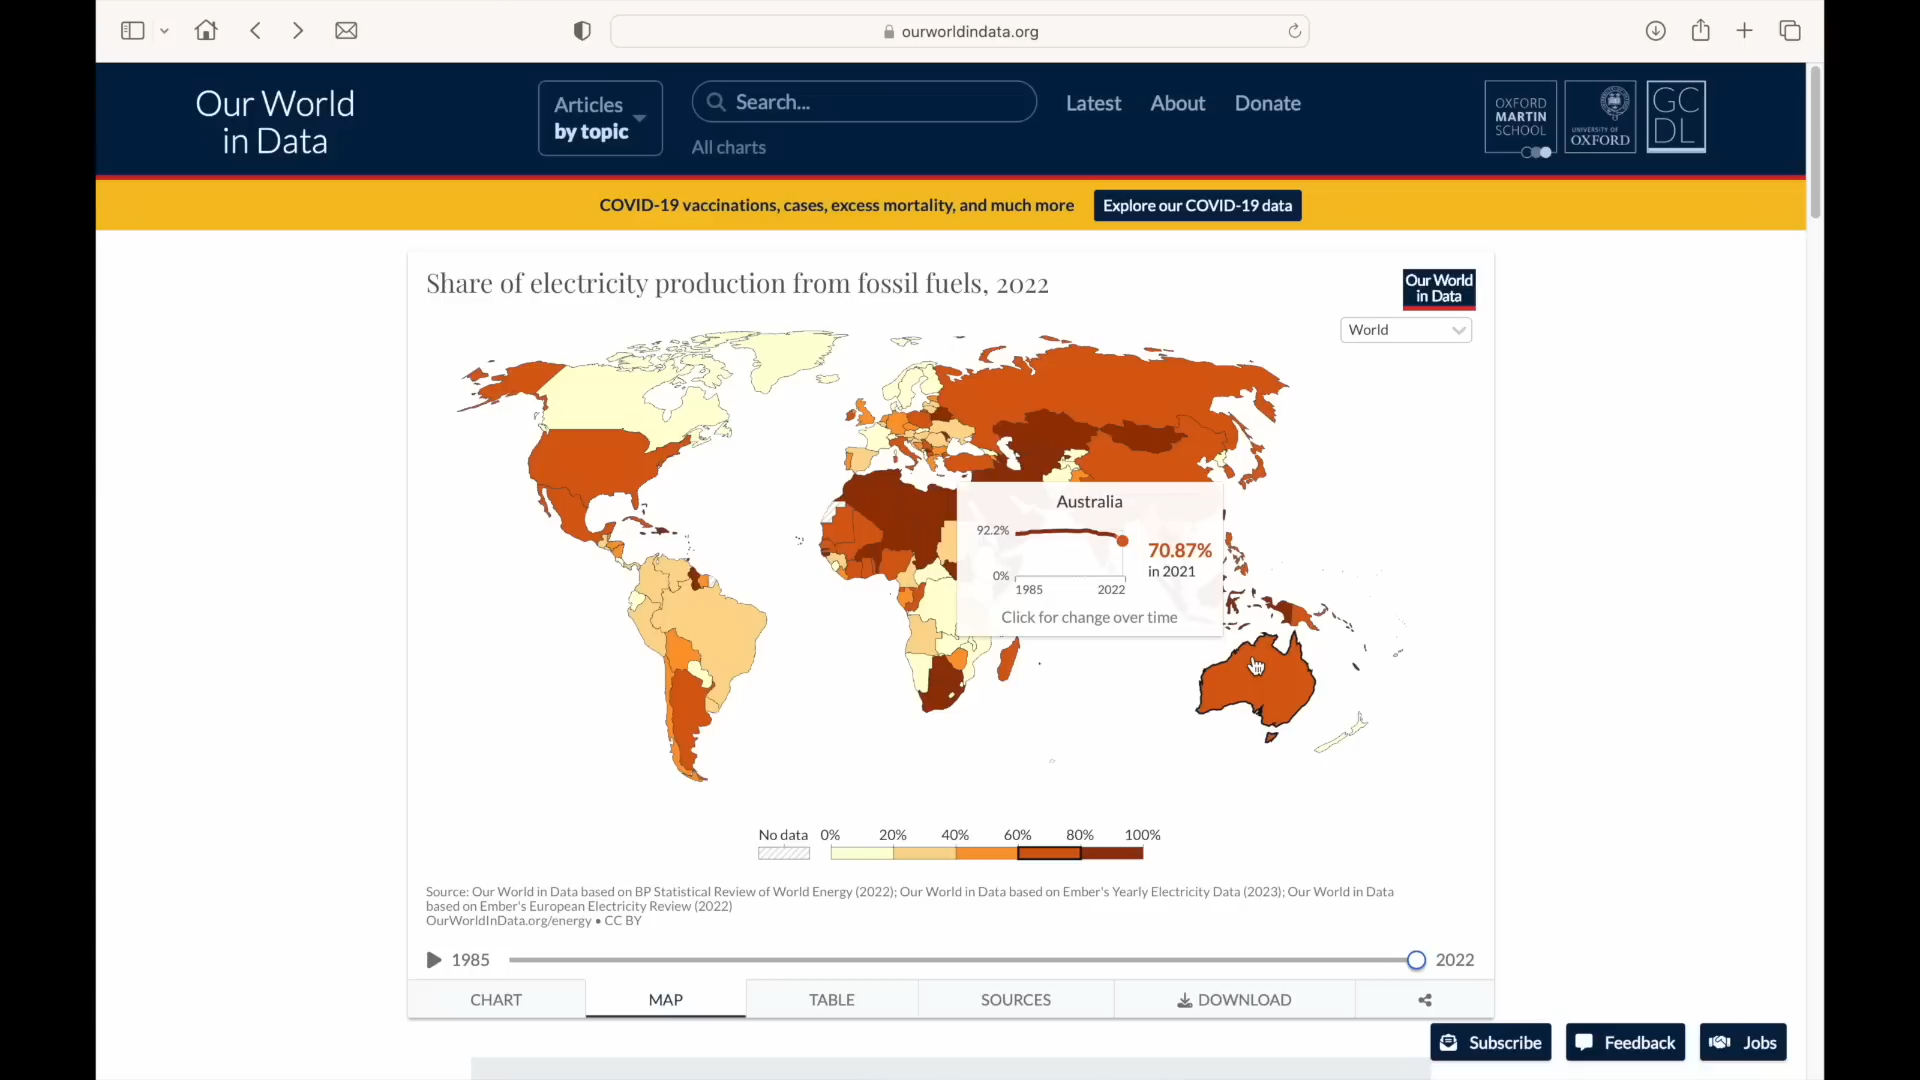 ourworldindata.org
Our World
in Data
Articles
by topic
Search...
All charts
Latest
About
Donate
OXFORD
MARTIN
SCHOOL
UNIVERSITY OF
OXFORD
GC
DL
COVID-19 vaccinations, cases, excess mortality, and much more
Explore our COVID-19 data
Share of electricity production from fossil fuels, 2022
Our World
in Data
World
Australia
92.2%
0%
1985
2022
70.87%
in 2021
Click for change over time
No data
0%
20%
40%
60%
80%
100%
Source: Our World in Data based on BP Statistical Review of World Energy (2022); Our World in Data based on Ember's Yearly Electricity Data (2023); Our World in Data
based on Ember's European Electricity Review (2022)
OurWorldInData.org/energy • CC BY
1985
2022
CHART
MAP
TABLE
SOURCES
DOWNLOAD
Subscribe
Feedback
Jobs